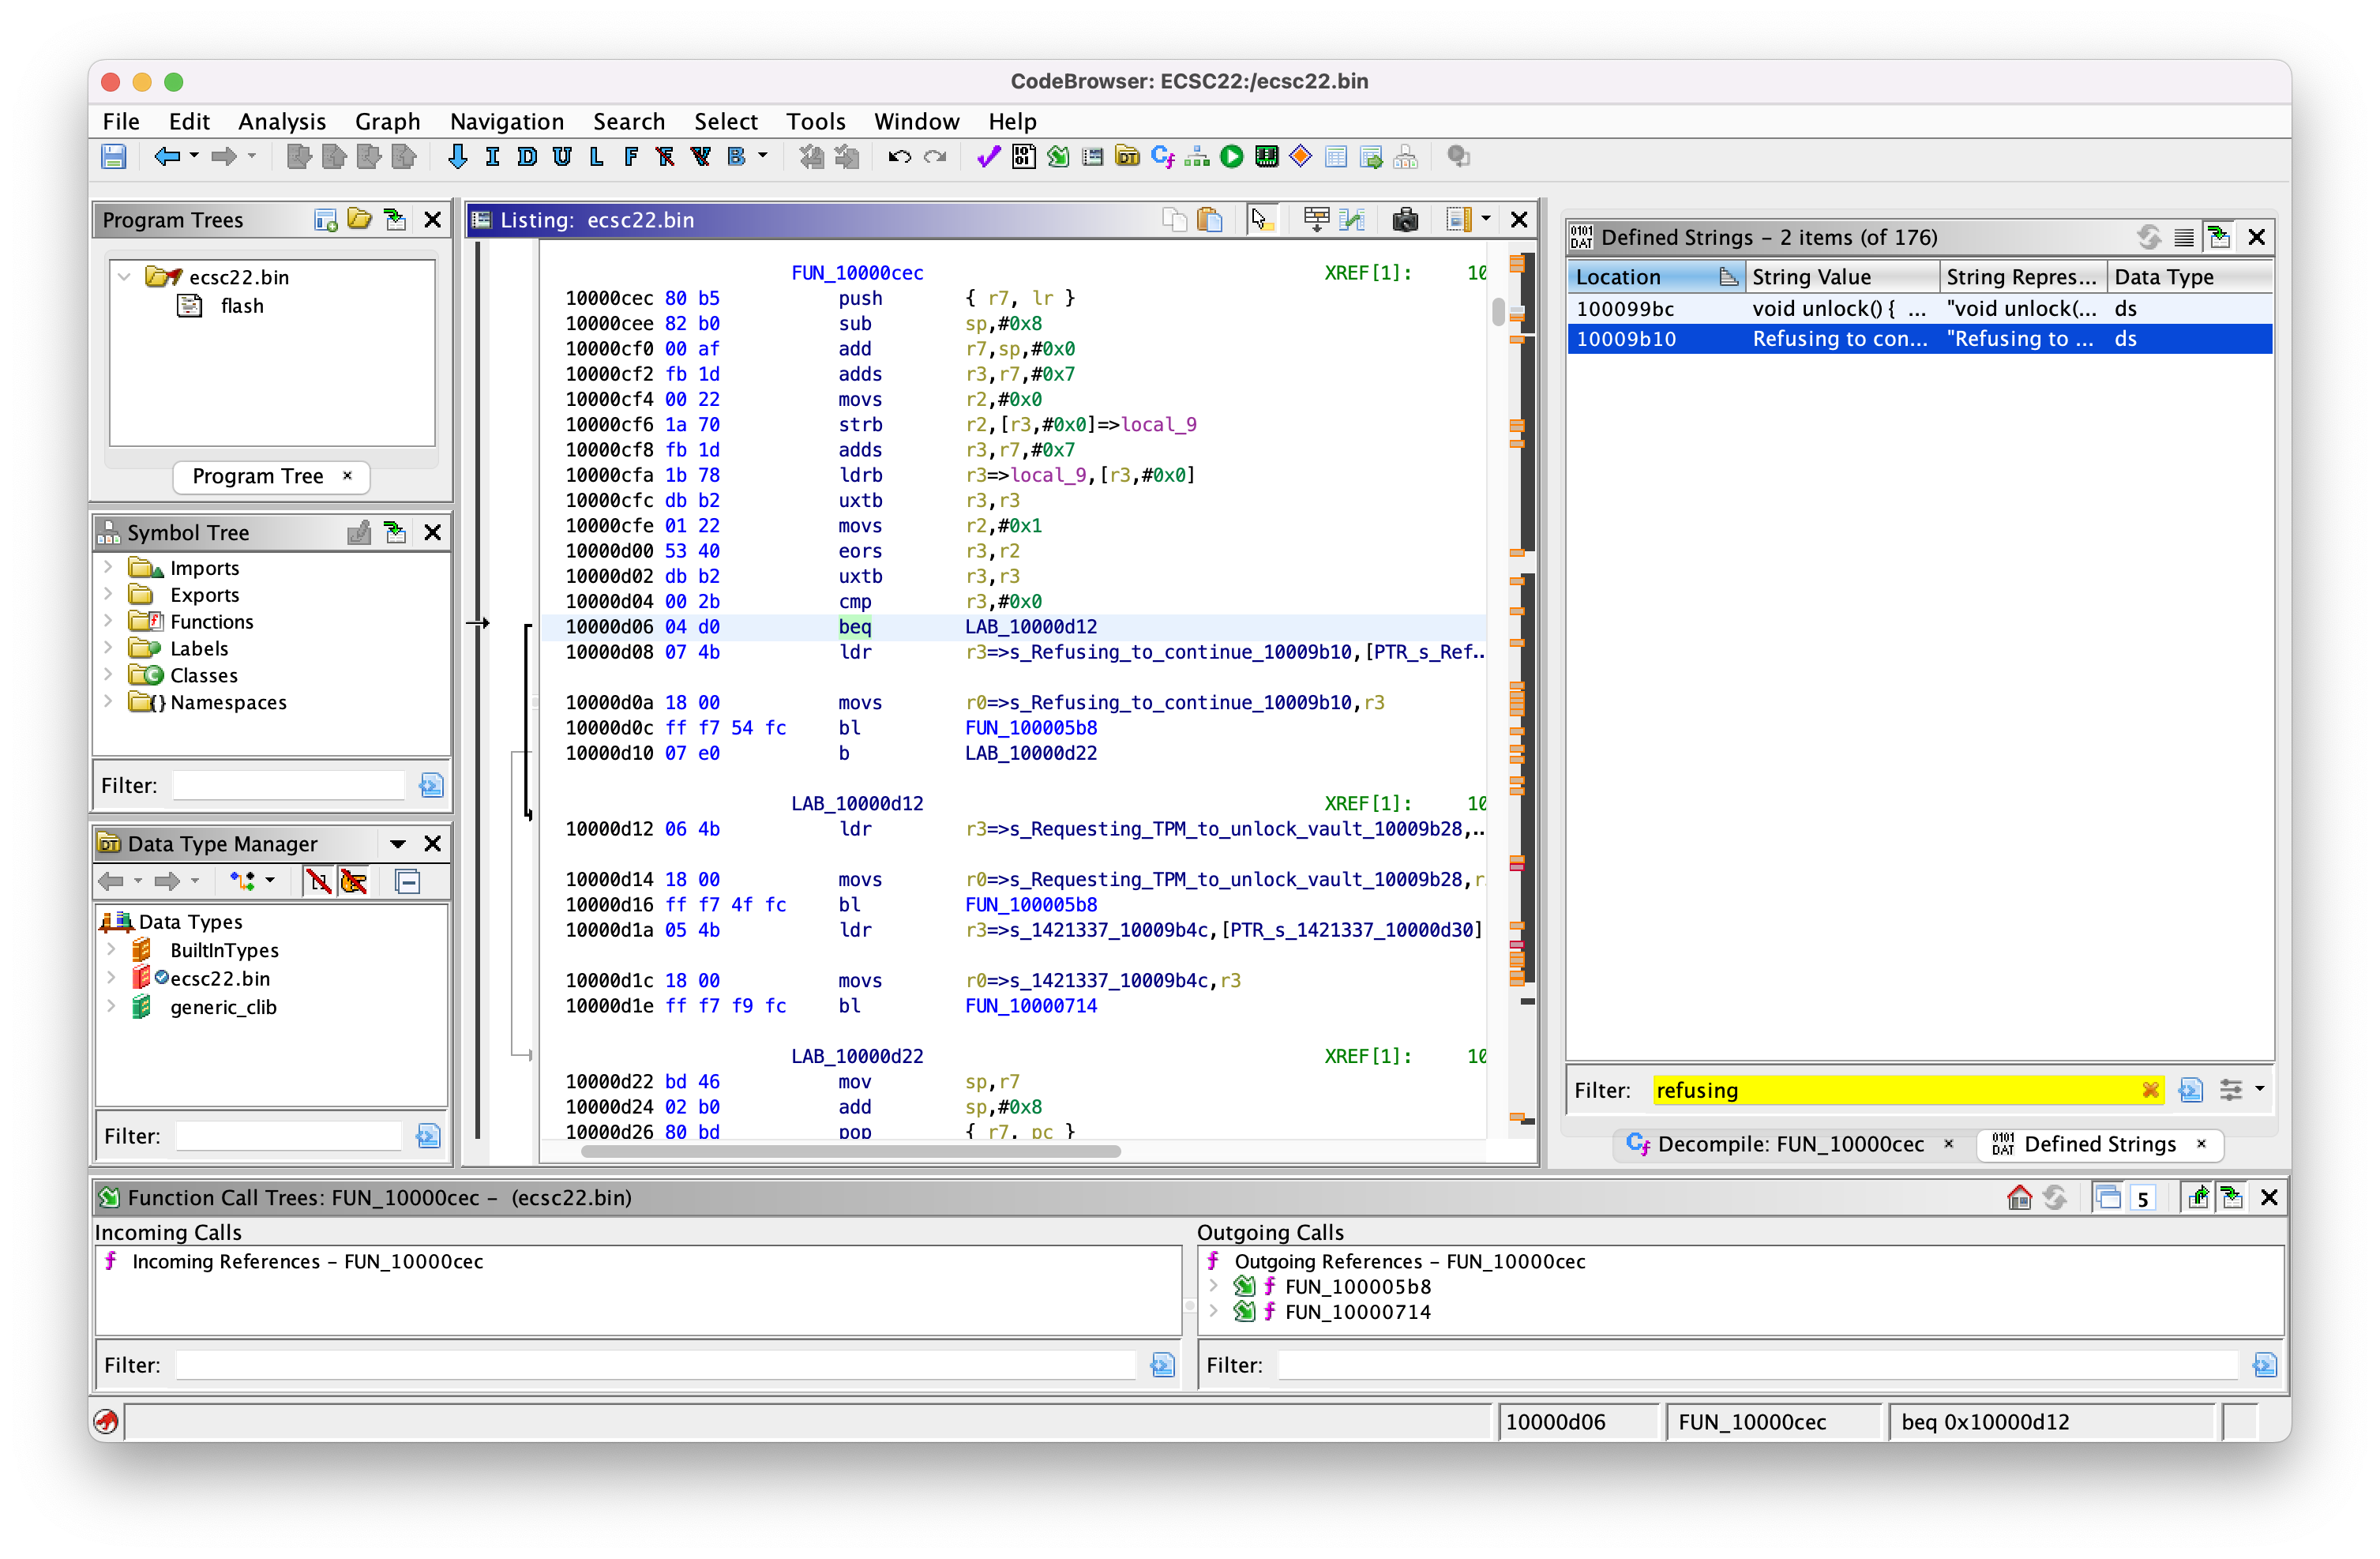 CodeBrowser: ECSC22:/ecsc22.bin
File Edit Analysis Graph Navigation Search Select Tools Window Help
I D U L F F V B
Program Trees
ecsc22.bin
flash
Program Tree ×
Symbol Tree
Imports
Exports
Functions
Labels
Classes
Namespaces
Filter:
Data Type Manager
Data Types
BuiltInTypes
ecsc22.bin
generic_clib
Filter:
Listing: ecsc22.bin
FUN_10000cec XREF[1]: 10
10000cec 80 b5 push { r7, lr }
10000cee 82 b0 sub sp,#0x8
10000cf0 00 af add r7,sp,#0x0
10000cf2 fb 1d adds r3,r7,#0x7
10000cf4 00 22 movs r2,#0x0
10000cf6 1a 70 strb r2,[r3,#0x0]=>local_9
10000cf8 fb 1d adds r3,r7,#0x7
10000cfa 1b 78 ldrb r3=>local_9,[r3,#0x0]
10000cfc db b2 uxtb r3,r3
10000cfe 01 22 movs r2,#0x1
10000d00 53 40 eors r3,r2
10000d02 db b2 uxtb r3,r3
10000d04 00 2b cmp r3,#0x0
10000d06 04 d0 beq LAB_10000d12
10000d08 07 4b ldr r3=>s_Refusing_to_continue_10009b10,[PTR_s_Ref..
10000d0a 18 00 movs r0=>s_Refusing_to_continue_10009b10,r3
10000d0c ff f7 54 fc bl FUN_100005b8
10000d10 07 e0 b LAB_10000d22
LAB_10000d12 XREF[1]: 10
10000d12 06 4b ldr r3=>s_Requesting_TPM_to_unlock_vault_10009b28,..
10000d14 18 00 movs r0=>s_Requesting_TPM_to_unlock_vault_10009b28,r
10000d16 ff f7 4f fc bl FUN_100005b8
10000d1a 05 4b ldr r3=>s_1421337_10009b4c,[PTR_s_1421337_10000d30]
10000d1c 18 00 movs r0=>s_1421337_10009b4c,r3
10000d1e ff f7 f9 fc bl FUN_10000714
LAB_10000d22 XREF[1]: 10
10000d22 bd 46 mov sp,r7
10000d24 02 b0 add sp,#0x8
10000d26 80 bd pop { r7, pc }
Defined Strings – 2 items (of 176)
Location String Value String Repres... Data Type
100099bc void unlock() { ... "void unlock(... ds
10009b10 Refusing to con... "Refusing to ... ds
Filter: refusing
Decompile: FUN_10000cec × Defined Strings ×
Function Call Trees: FUN_10000cec – (ecsc22.bin)
5
Incoming Calls
Incoming References – FUN_10000cec
Filter:
Outgoing Calls
Outgoing References – FUN_10000cec
FUN_100005b8
FUN_10000714
Filter:
10000d06 FUN_10000cec beq 0x10000d12